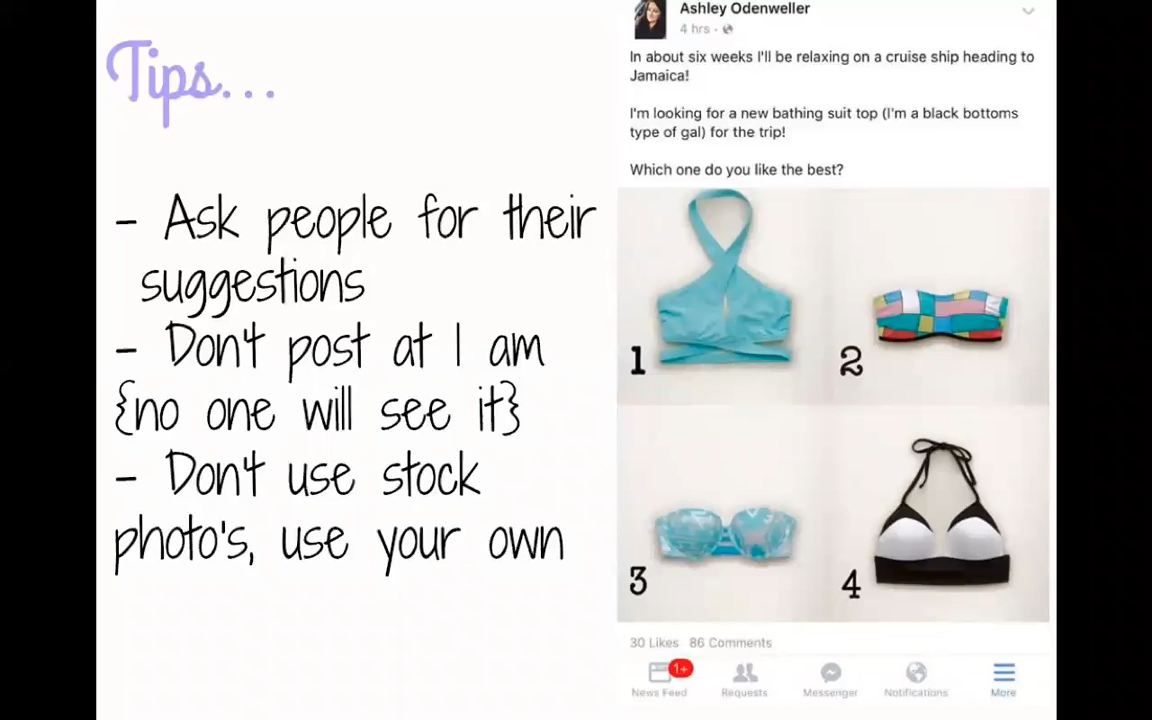 Tips...
- Ask people for their
suggestions
- Don't post at 1 am
{no one will see it}
- Don't use stock
photo's, use your own
Ashley Odenweller
4 hrs ·
In about six weeks I'll be relaxing on a cruise ship heading to
Jamaica!
I'm looking for a new bathing suit top (I'm a black bottoms
type of gal) for the trip!
Which one do you like the best?
1
2
3
4
30 Likes 86 Comments
1+
News Feed Requests Messenger Notifications More